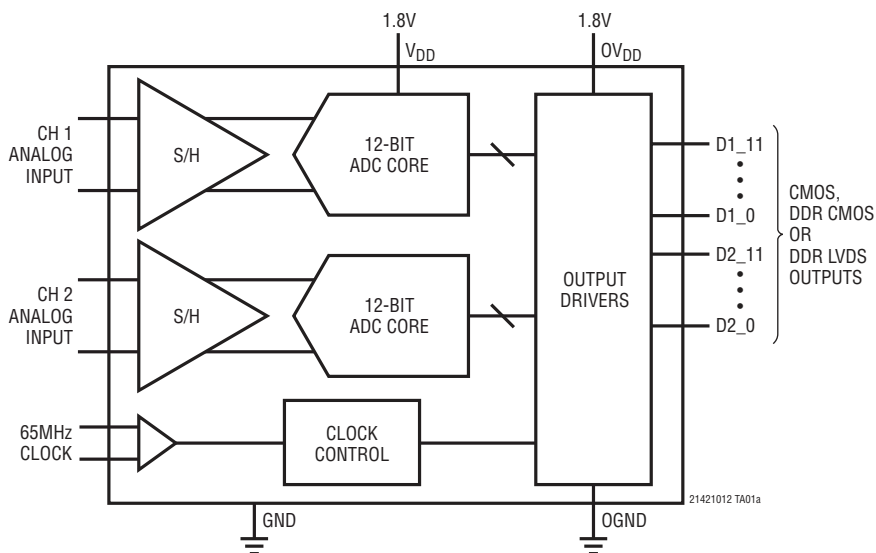 1.8V
1.8V
VDD
OVDD
CH 1
ANALOG
INPUT
S/H
12-BIT
ADC CORE
D1_11
•
•
•
D1_0
CH 2
ANALOG
INPUT
S/H
12-BIT
ADC CORE
OUTPUT
DRIVERS
D2_11
•
•
•
D2_0
CMOS,
DDR CMOS
OR
DDR LVDS
OUTPUTS
65MHz
CLOCK
CLOCK
CONTROL
GND
OGND
21421012 TA01a